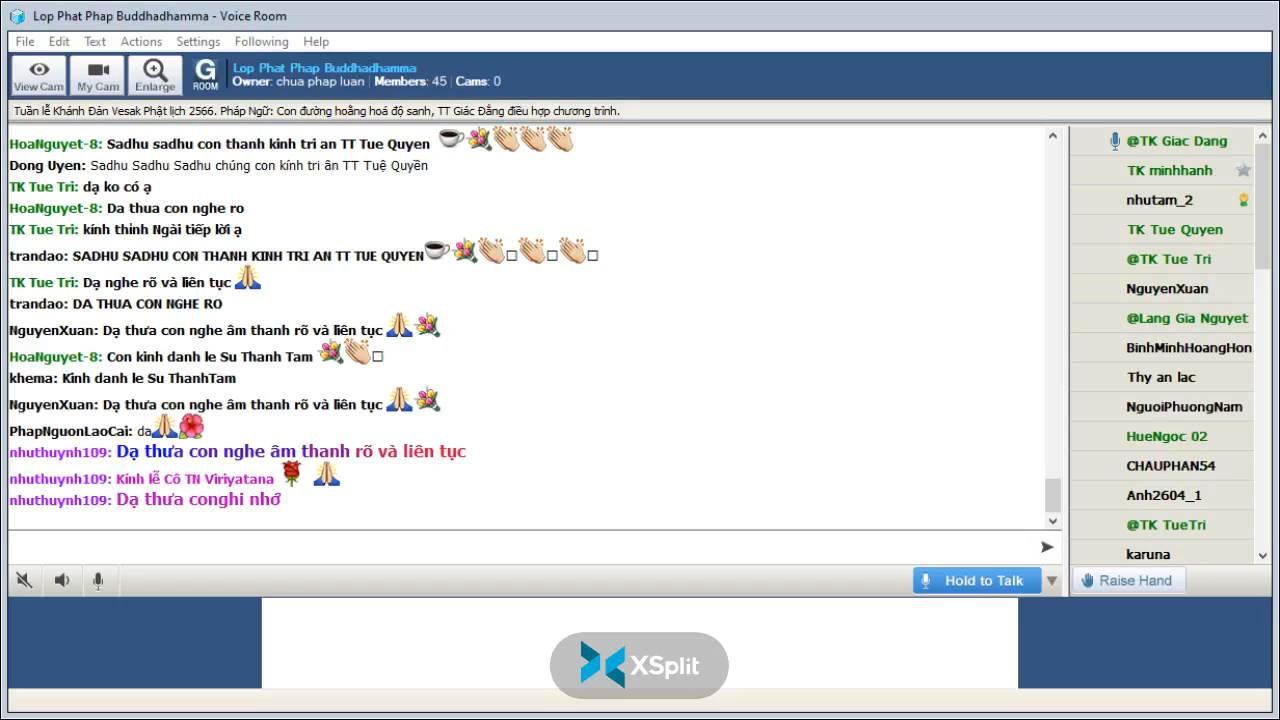 Lop Phat Phap Buddhadhamma - Voice Room
File Edit Text Actions Settings Following Help
View Cam My Cam Enlarge G ROOM
Lop Phat Phap Buddhadhamma
Owner: chua phap luan | Members: 45 | Cams: 0
Tuần lễ Khánh Đản Vesak Phật lịch 2566. Pháp Ngữ: Con đường hoằng hoá độ sanh, TT Giác Đẳng điều hợp chương trình.
HoaNguyet-8: Sadhu sadhu con thanh kinh tri an TT Tue Quyen
Dong Uyen: Sadhu Sadhu Sadhu chúng con kính tri ân TT Tuệ Quyền
TK Tue Tri: dạ ko có ạ
HoaNguyet-8: Da thua con nghe ro
TK Tue Tri: kính thỉnh Ngài tiếp lời ạ
trandao: SADHU SADHU CON THANH KINH TRI AN TT TUE QUYEN
TK Tue Tri: Dạ nghe rõ và liên tục
trandao: DA THUA CON NGHE RO
NguyenXuan: Dạ thưa con nghe âm thanh rõ và liên tục
HoaNguyet-8: Con kinh danh le Su Thanh Tam
khema: Kinh danh le Su ThanhTam
NguyenXuan: Dạ thưa con nghe âm thanh rõ và liên tục
PhapNguonLaoCai: da
nhuthuynh109: Dạ thưa con nghe âm thanh rõ và liên tục
nhuthuynh109: Kính lễ Cô TN Viriyatana
nhuthuynh109: Dạ thưa conghi nhớ
@TK Giac Dang
TK minhhanh
nhutam_2
TK Tue Quyen
@TK Tue Tri
NguyenXuan
@Lang Gia Nguyet
BinhMinhHoangHon
Thy an lac
NguoiPhuongNam
HueNgoc 02
CHAUPHAN54
Anh2604_1
@TK TueTri
karuna
Hold to Talk
Raise Hand
XSplit